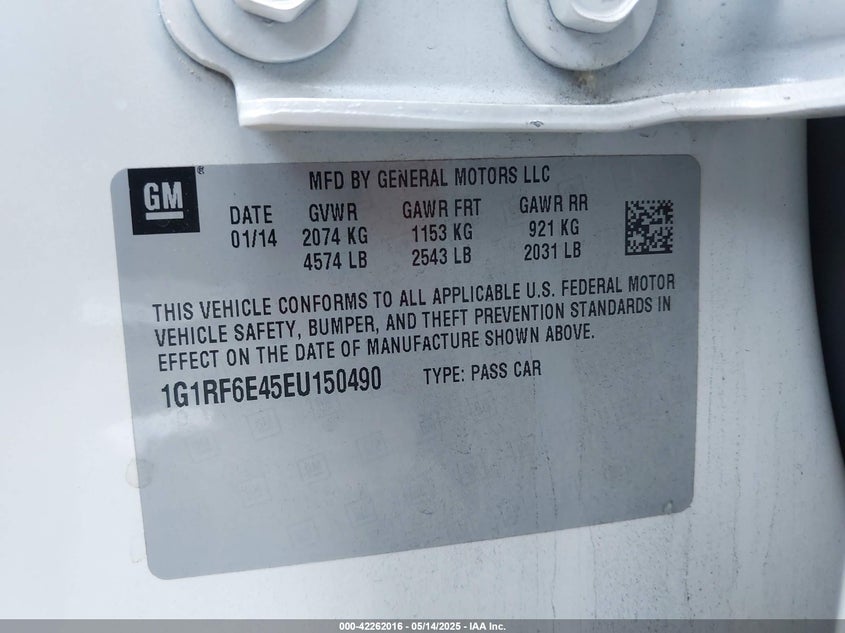 GM
MFD BY GENERAL MOTORS LLC
DATE GVWR GAWR FRT GAWR RR
01/14 2074 KG 1153 KG 921 KG
4574 LB 2543 LB 2031 LB
THIS VEHICLE CONFORMS TO ALL APPLICABLE U.S. FEDERAL MOTOR
VEHICLE SAFETY, BUMPER, AND THEFT PREVENTION STANDARDS IN
EFFECT ON THE DATE OF MANUFACTURE SHOWN ABOVE.
1G1RF6E45EU150490 TYPE: PASS CAR
000-42262016 - 05/14/2025 - IAA Inc.